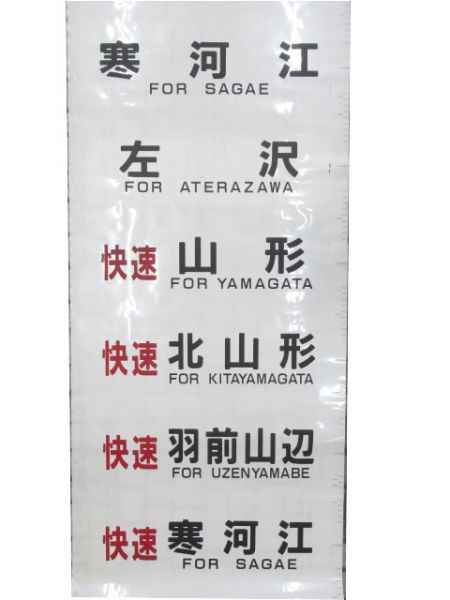 寒河江
FOR SAGAE
左沢
FOR ATERAZAWA
快速 山形
FOR YAMAGATA
快速 北山形
FOR KITAYAMAGATA
快速 羽前山辺
FOR UZENYAMABE
快速 寒河江
FOR SAGAE